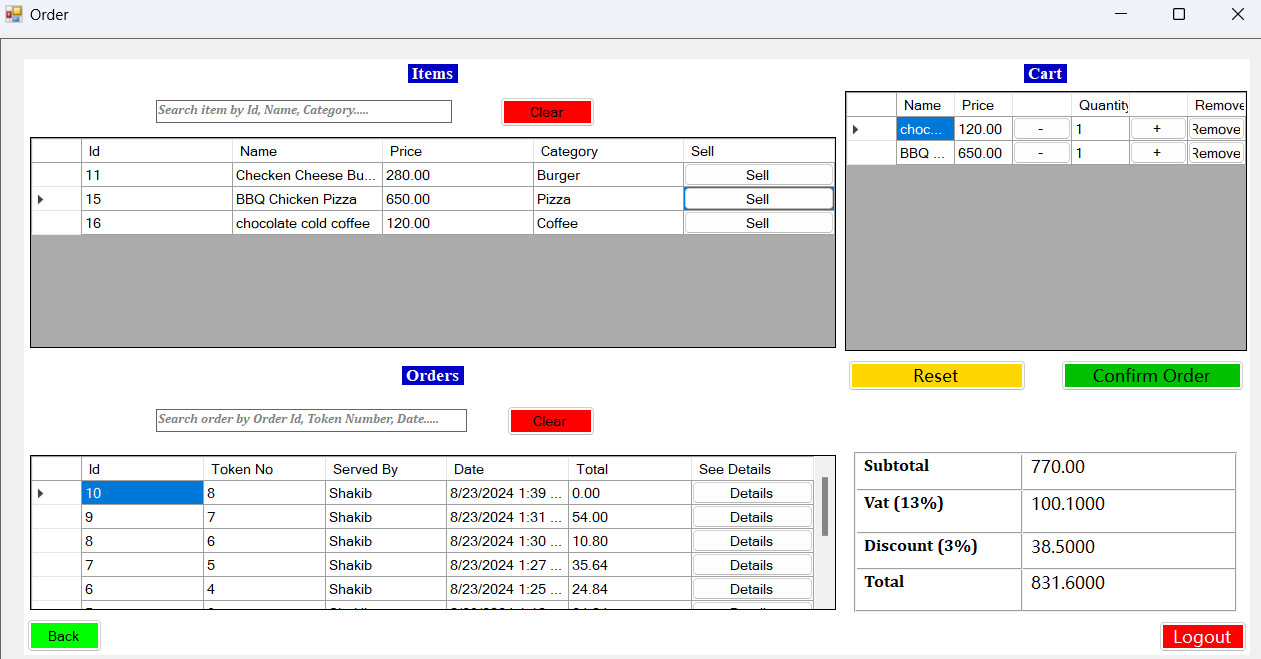 Order
Items
Search item by Id, Name, Category.....
Clear
Id Name Price Category Sell
11 Checken Cheese Bu... 280.00 Burger Sell
15 BBQ Chicken Pizza 650.00 Pizza Sell
16 chocolate cold coffee 120.00 Coffee Sell
Cart
Name Price Quantity Remove
choc... 120.00 - 1 + Remove
BBQ ... 650.00 - 1 + Remove
Reset Confirm Order
Orders
Search order by Order Id, Token Number, Date.....
Clear
Id Token No Served By Date Total See Details
10 8 Shakib 8/23/2024 1:39 ... 0.00 Details
9 7 Shakib 8/23/2024 1:31 ... 54.00 Details
8 6 Shakib 8/23/2024 1:30 ... 10.80 Details
7 5 Shakib 8/23/2024 1:27 ... 35.64 Details
6 4 Shakib 8/23/2024 1:25 ... 24.84 Details
Subtotal 770.00
Vat (13%) 100.1000
Discount (3%) 38.5000
Total 831.6000
Back
Logout